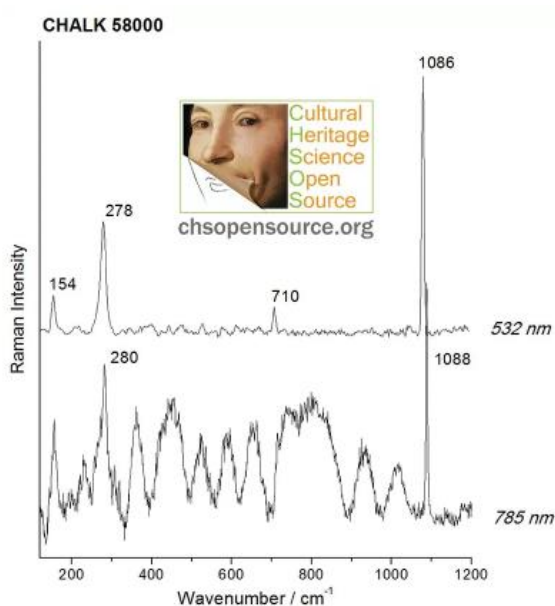 CHALK 58000
1086
Cultural
Heritage
Science
Open
Source
chsopensource.org
278
154
710
532 nm
280
1088
785 nm
Raman Intensity
200 400 600 800 1000 1200
Wavenumber / cm⁻¹